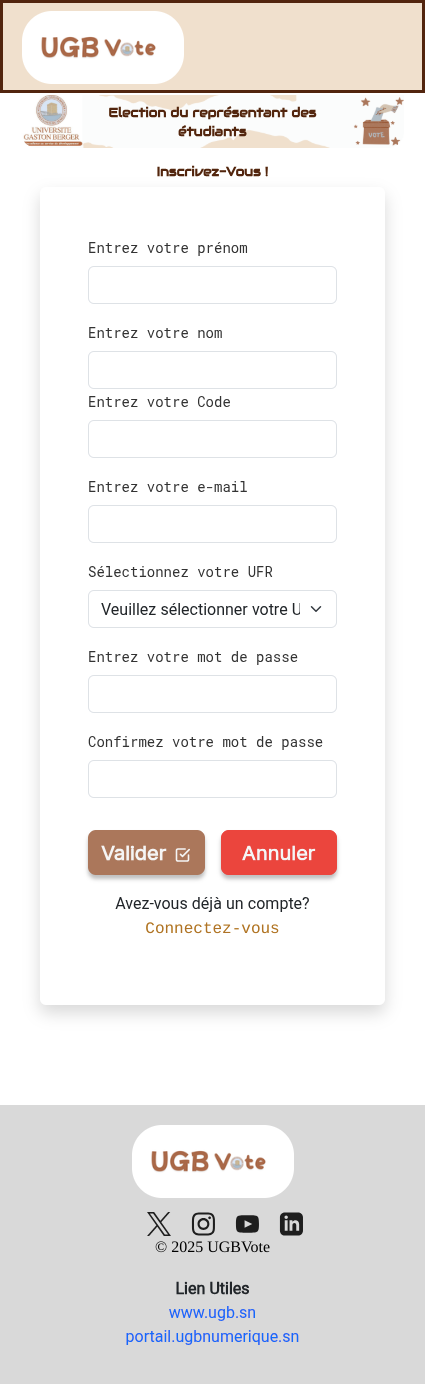 UGB Vote
UNIVERSITE
GASTON BERGER
Election du représentant des
étudiants
VOTE
Inscrivez-Vous !
Entrez votre prénom
Entrez votre nom
Entrez votre Code
Entrez votre e-mail
Sélectionnez votre UFR
Veuillez sélectionner votre U
Entrez votre mot de passe
Confirmez votre mot de passe
Valider
Annuler
Avez-vous déjà un compte?
Connectez-vous
UGB Vote
© 2025 UGBVote
Lien Utiles
www.ugb.sn
portail.ugbnumerique.sn